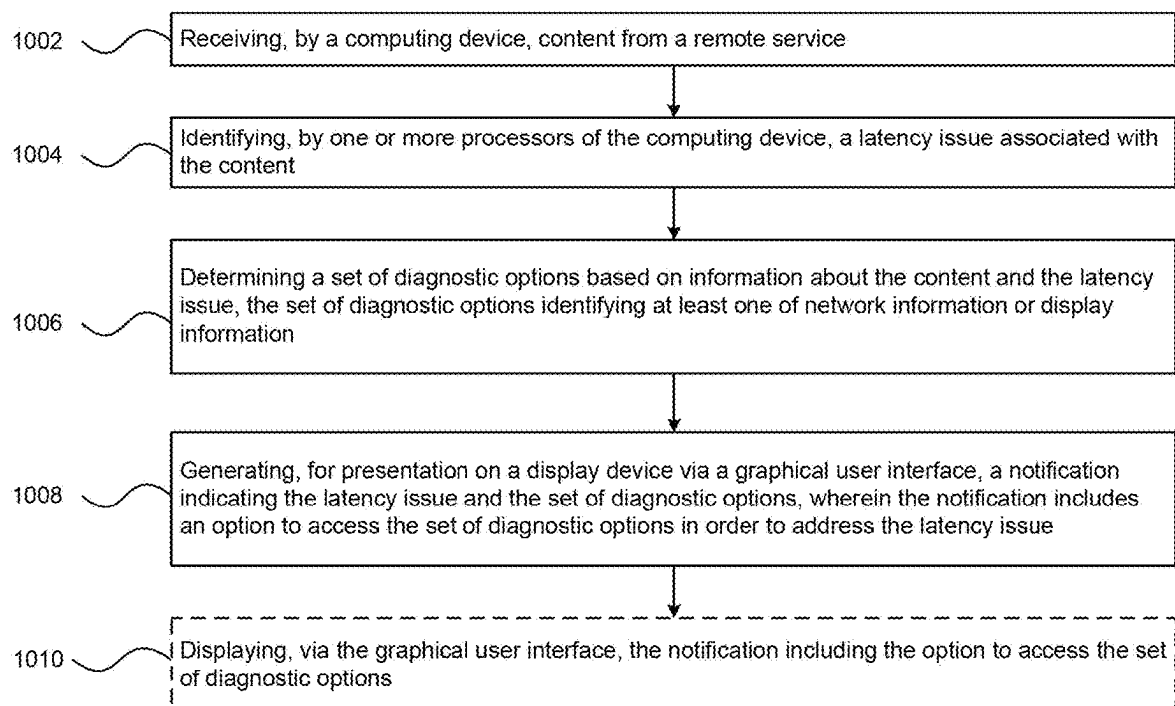 1002
Receiving, by a computing device, content from a remote service
1004
Identifying, by one or more processors of the computing device, a latency issue associated with
the content
1006
Determining a set of diagnostic options based on information about the content and the latency
issue, the set of diagnostic options identifying at least one of network information or display
information
1008
Generating, for presentation on a display device via a graphical user interface, a notification
indicating the latency issue and the set of diagnostic options, wherein the notification includes
an option to access the set of diagnostic options in order to address the latency issue
1010
Displaying, via the graphical user interface, the notification including the option to access the set
of diagnostic options